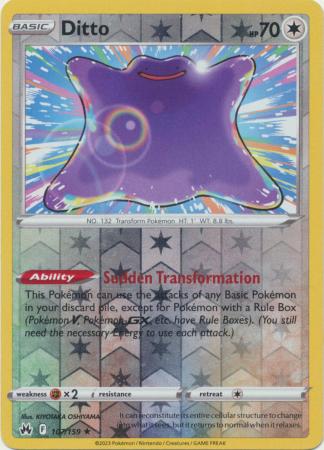 BASIC Ditto HP 70
NO. 132 Transform Pokémon HT: 1' WT: 8.8 lbs.
Ability Sudden Transformation
This Pokémon can use the attacks of any Basic Pokémon
in your discard pile, except for Pokémon with a Rule Box
(Pokémon V, Pokémon-GX, etc. have Rule Boxes). (You still
need the necessary Energy to use each attack.)
weakness ×2 resistance retreat
Illus. KIYOTAKA OSHIYAMA
F 107/159 ★
It can reconstitute its entire cellular structure to change
into what it sees, but it returns to normal when it relaxes.
©2023 Pokémon / Nintendo / Creatures / GAME FREAK